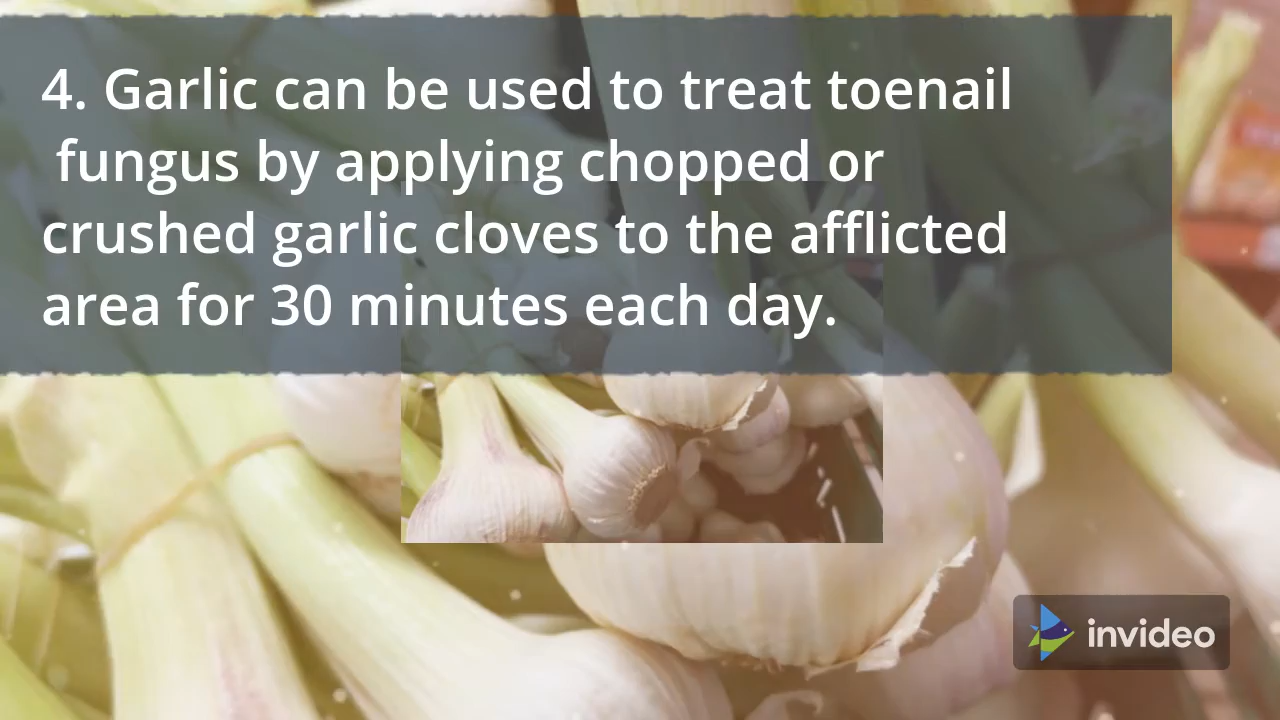 4. Garlic can be used to treat toenail
fungus by applying chopped or
crushed garlic cloves to the afflicted
area for 30 minutes each day.
invideo